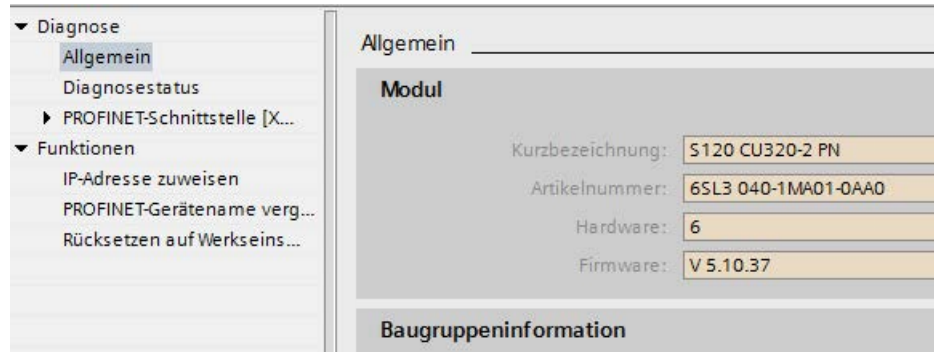 Diagnose
Allgemein
Diagnosestatus
PROFINET-Schnittstelle [X...
Funktionen
IP-Adresse zuweisen
PROFINET-Gerätename verg...
Rücksetzen auf Werkseins...
Allgemein
Modul
Kurzbezeichnung: S120 CU320-2 PN
Artikelnummer: 6SL3 040-1MA01-0AA0
Hardware: 6
Firmware: V 5.10.37
Baugruppeninformation